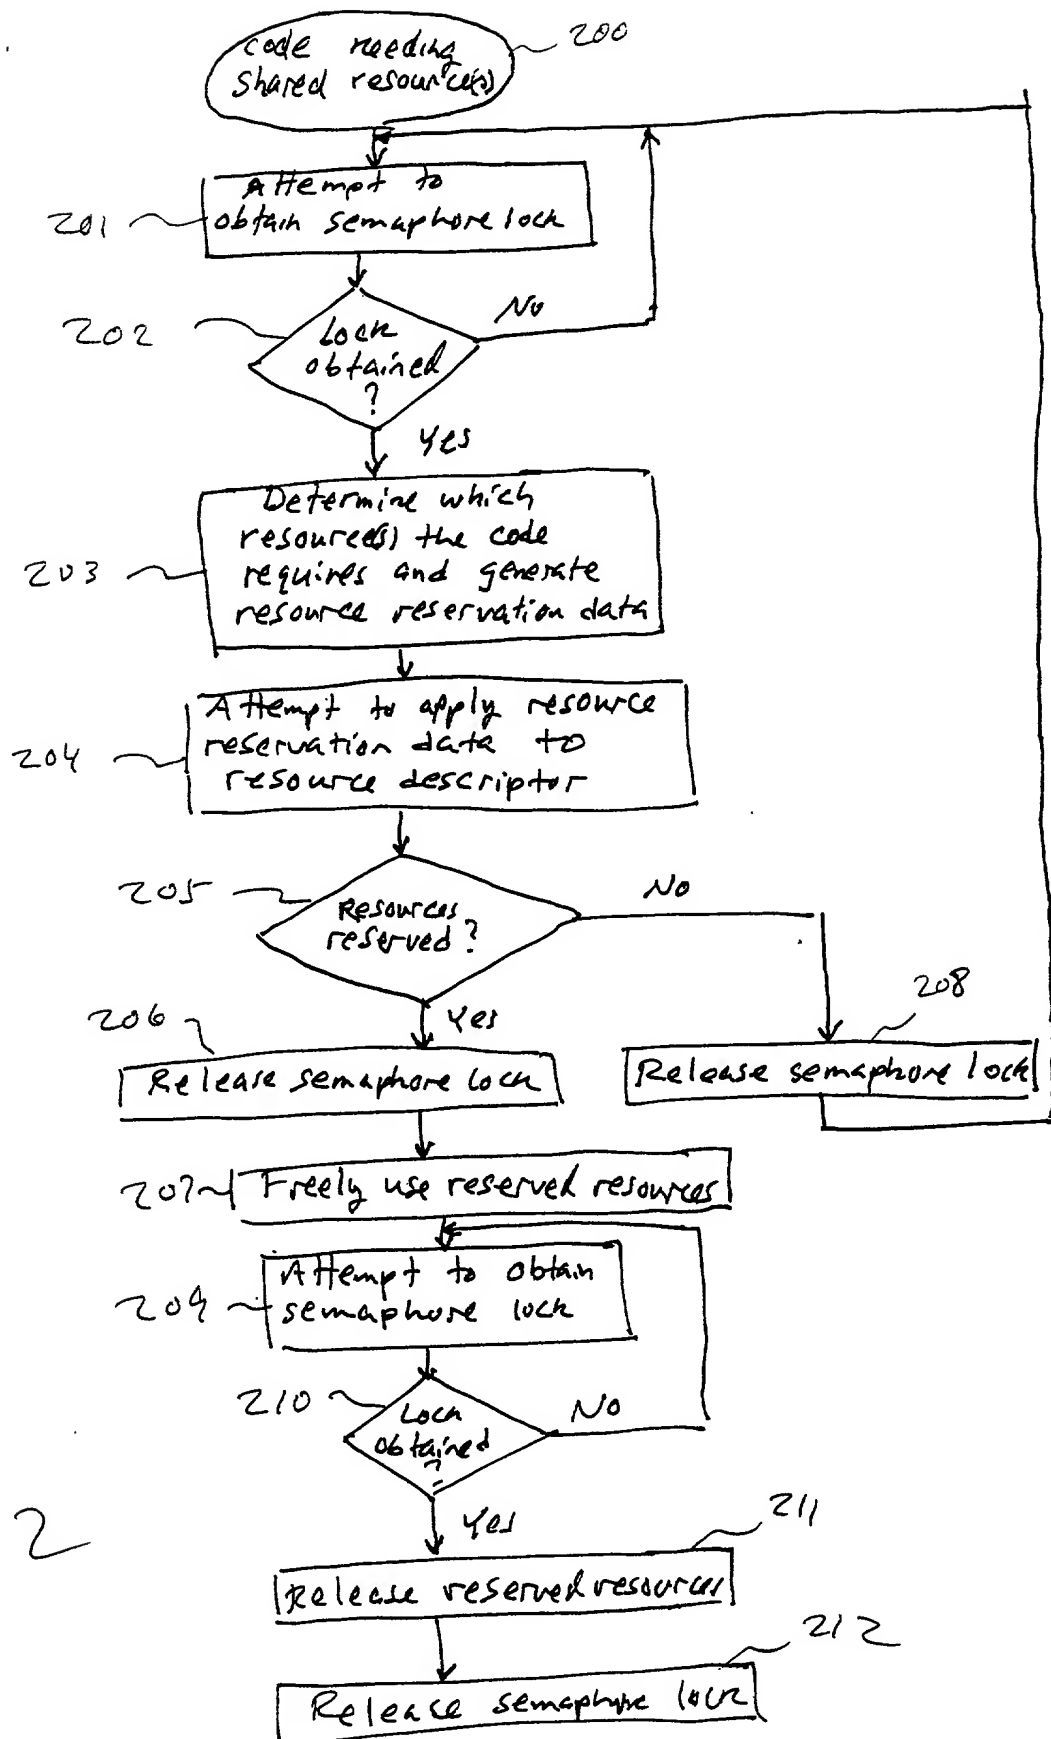 code needing
shared resource(s)
200
Attempt to
obtain semaphore lock
201
Lock
obtained
?
202
No
Yes
Determine which
resource(s) the code
requires and generate
resource reservation data
203
Attempt to apply resource
reservation data to
resource descriptor
204
Resources
reserved?
205
No
Yes
206
Release semaphore lock
208
Release semaphore lock
207
Freely use reserved resources
Attempt to obtain
semaphore lock
209
Lock
obtained
?
210
No
Yes
2
211
Release reserved resources
212
Release semaphore lock